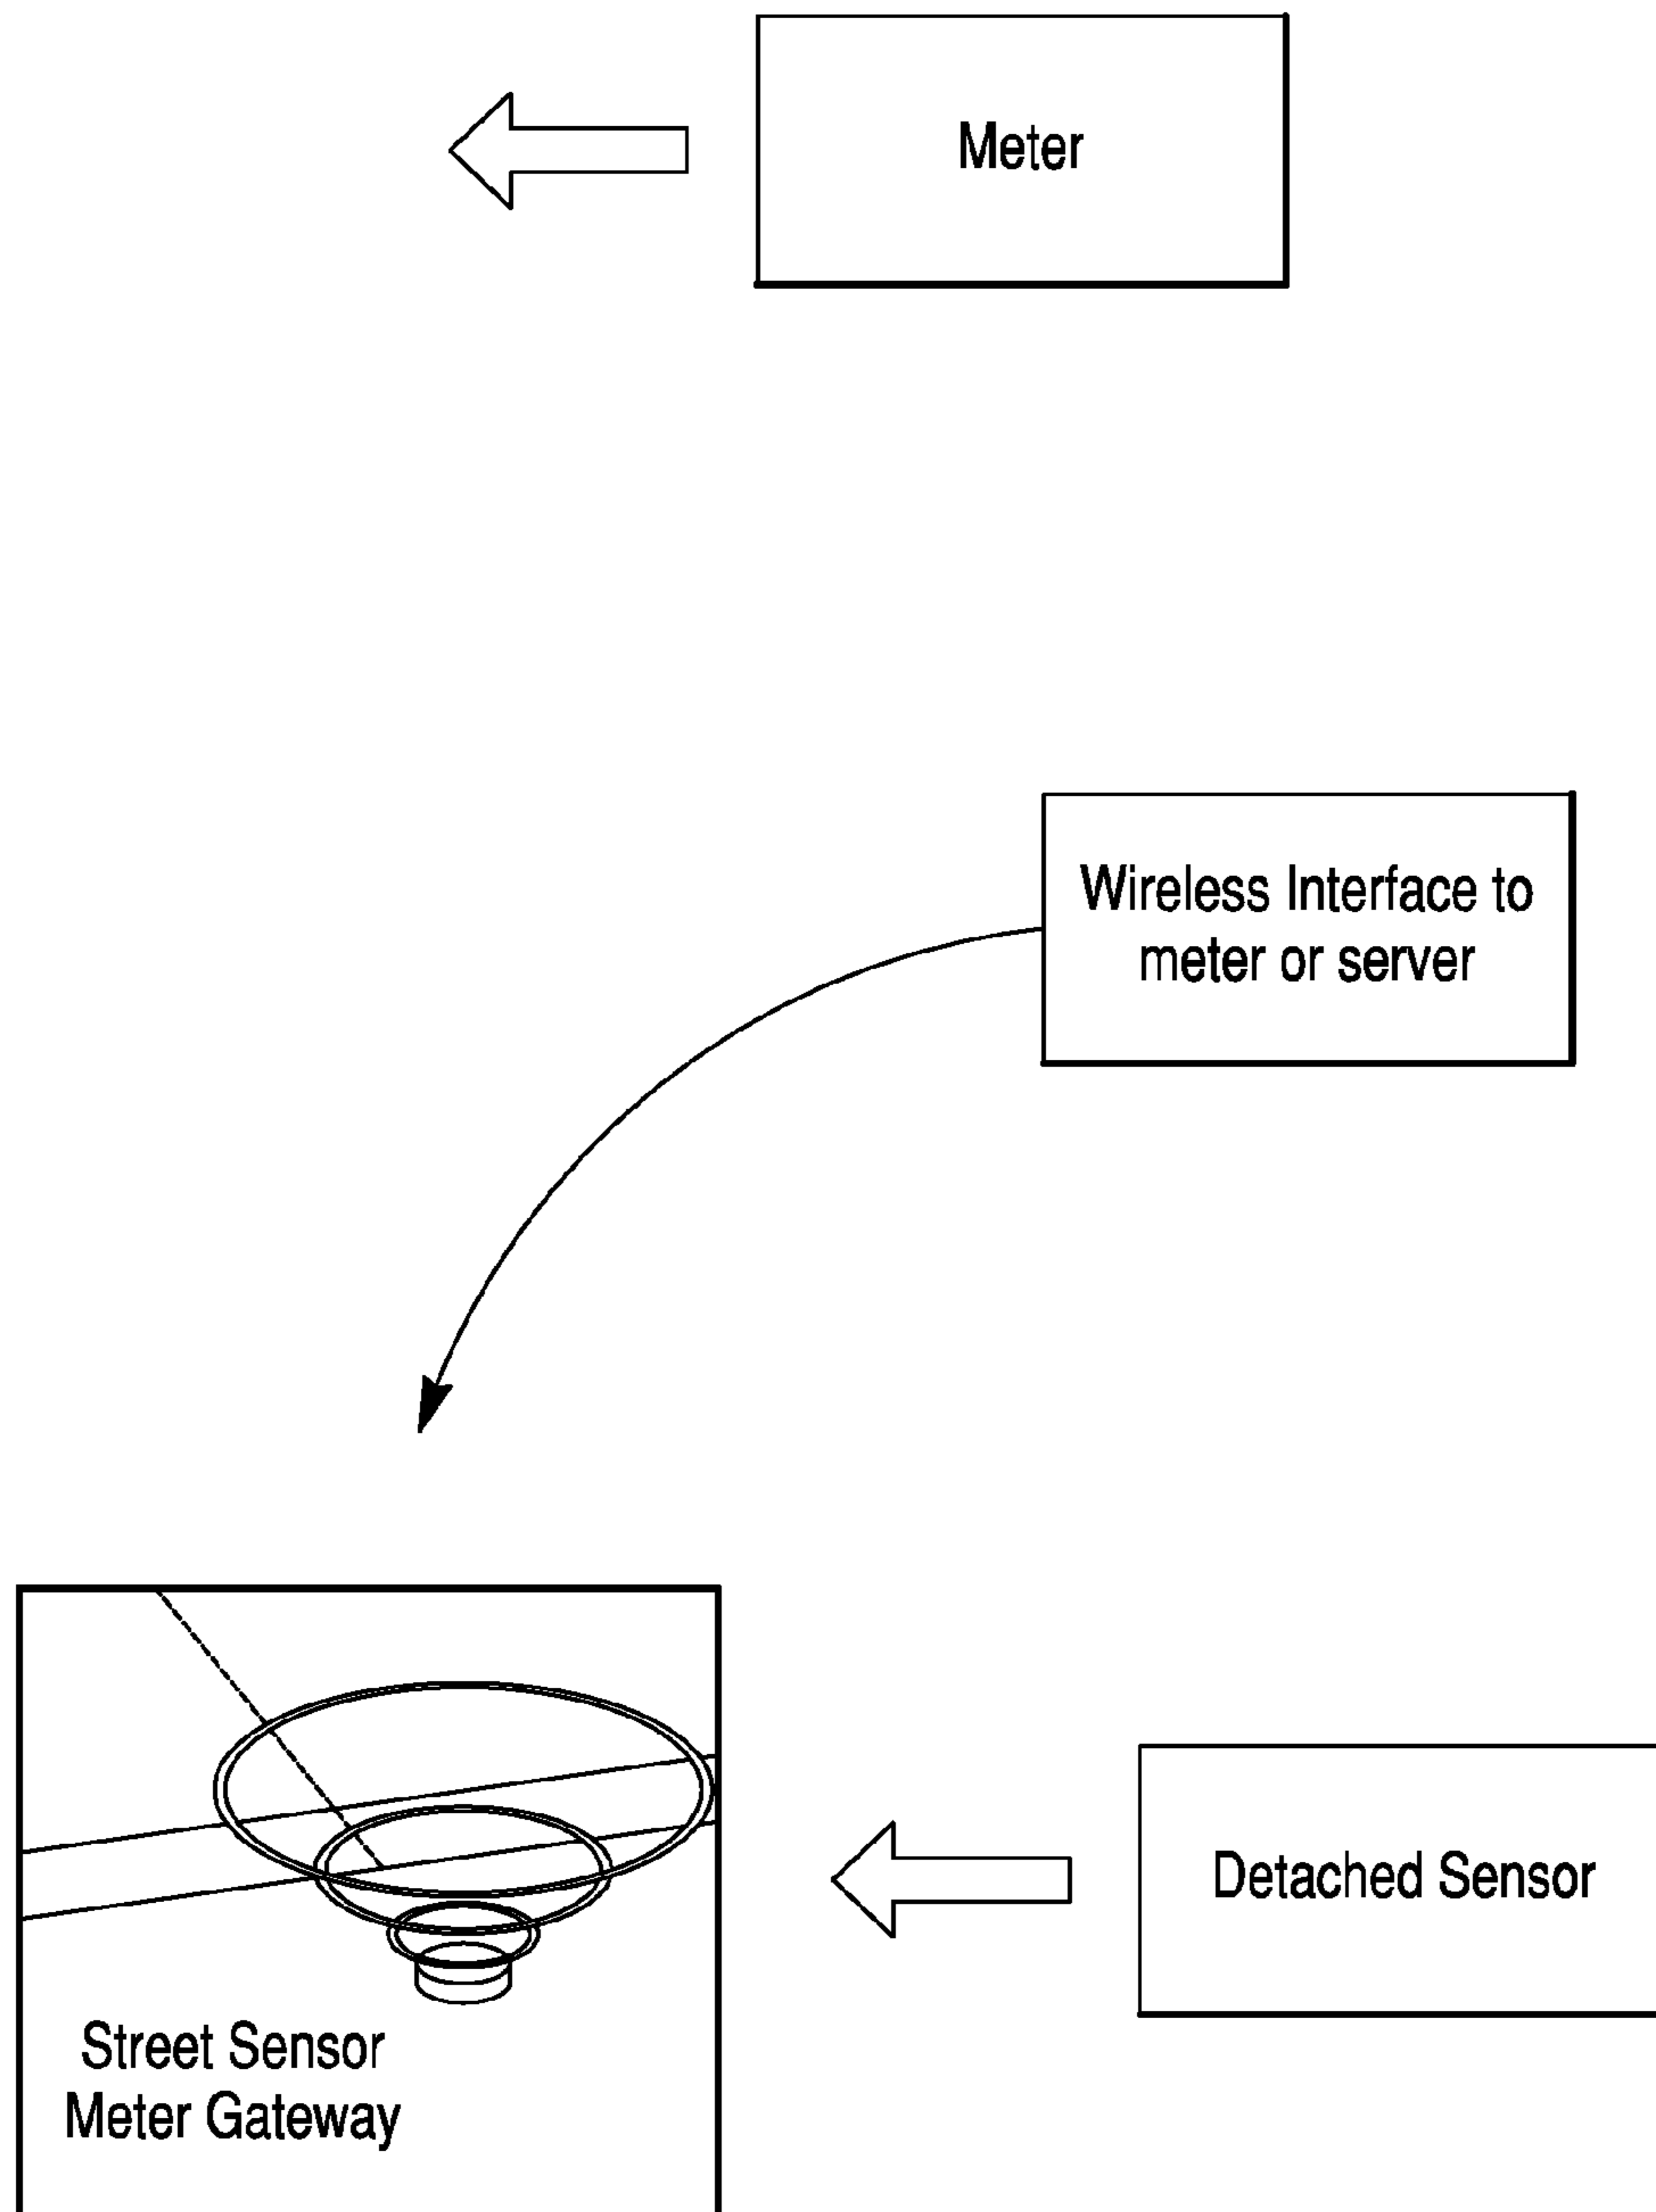 Meter
Wireless Interface to
meter or server
Detached Sensor
Street Sensor
Meter Gateway